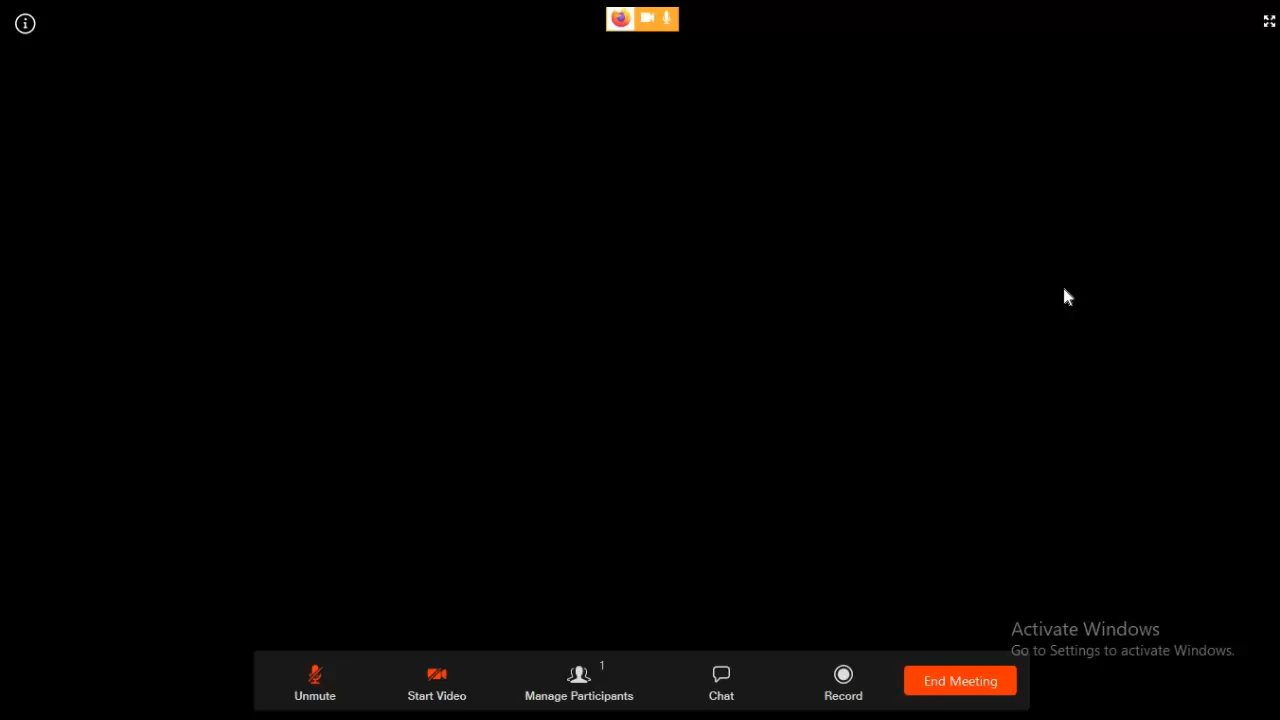 1
Unmute
Start Video
Manage Participants
Chat
Record
End Meeting
Activate Windows
Go to Settings to activate Windows.